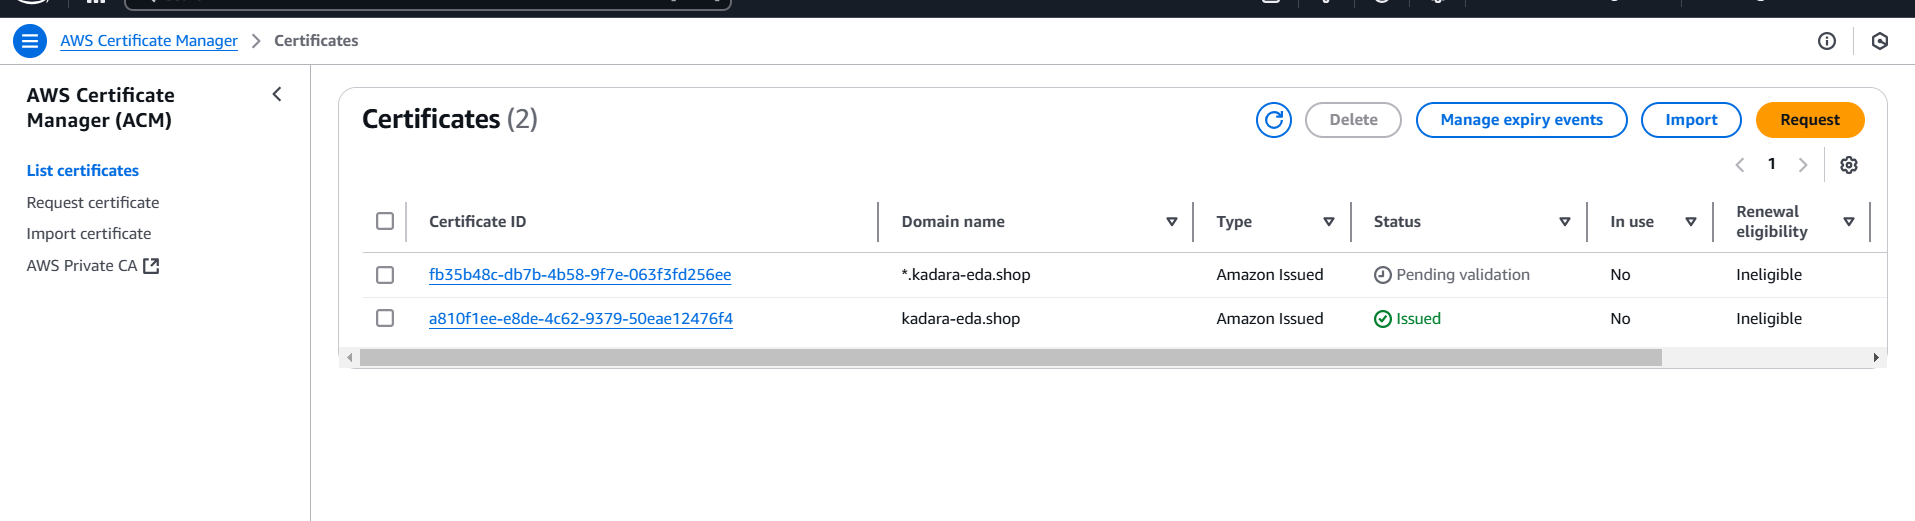 AWS Certificate Manager > Certificates
AWS Certificate
Manager (ACM)
List certificates
Request certificate
Import certificate
AWS Private CA
Certificates (2)
Delete
Manage expiry events
Import
Request
1
Certificate ID
Domain name
Type
Status
In use
Renewal
eligibility
fb35b48c-db7b-4b58-9f7e-063f3fd256ee *.kadara-eda.shop Amazon Issued Pending validation No Ineligible
a810f1ee-e8de-4c62-9379-50eae12476f4 kadara-eda.shop Amazon Issued Issued No Ineligible